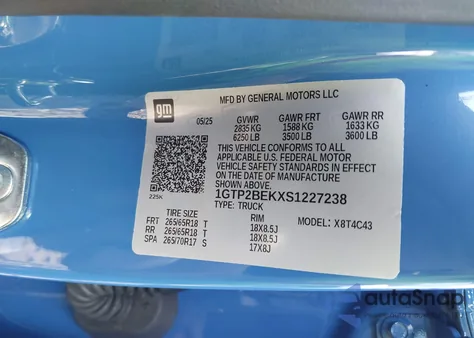 gm
MFD BY GENERAL MOTORS LLC
05/25 GVWR GAWR FRT GAWR RR
2835 KG 1588 KG 1633 KG
6250 LB 3500 LB 3600 LB
THIS VEHICLE CONFORMS TO ALL
APPLICABLE U.S. FEDERAL MOTOR
VEHICLE SAFETY STANDARDS IN EFFECT
ON THE DATE OF MANUFACTURE
SHOWN ABOVE.
225K
1GTP2BEKXS1227238
TYPE: TRUCK
TIRE SIZE RIM MODEL: X8T4C43
FRT 265/65R18 T 18X8.5J
RR 265/65R18 T 18X8.5J
SPA 265/70R17 S 17X8J
autoSnap